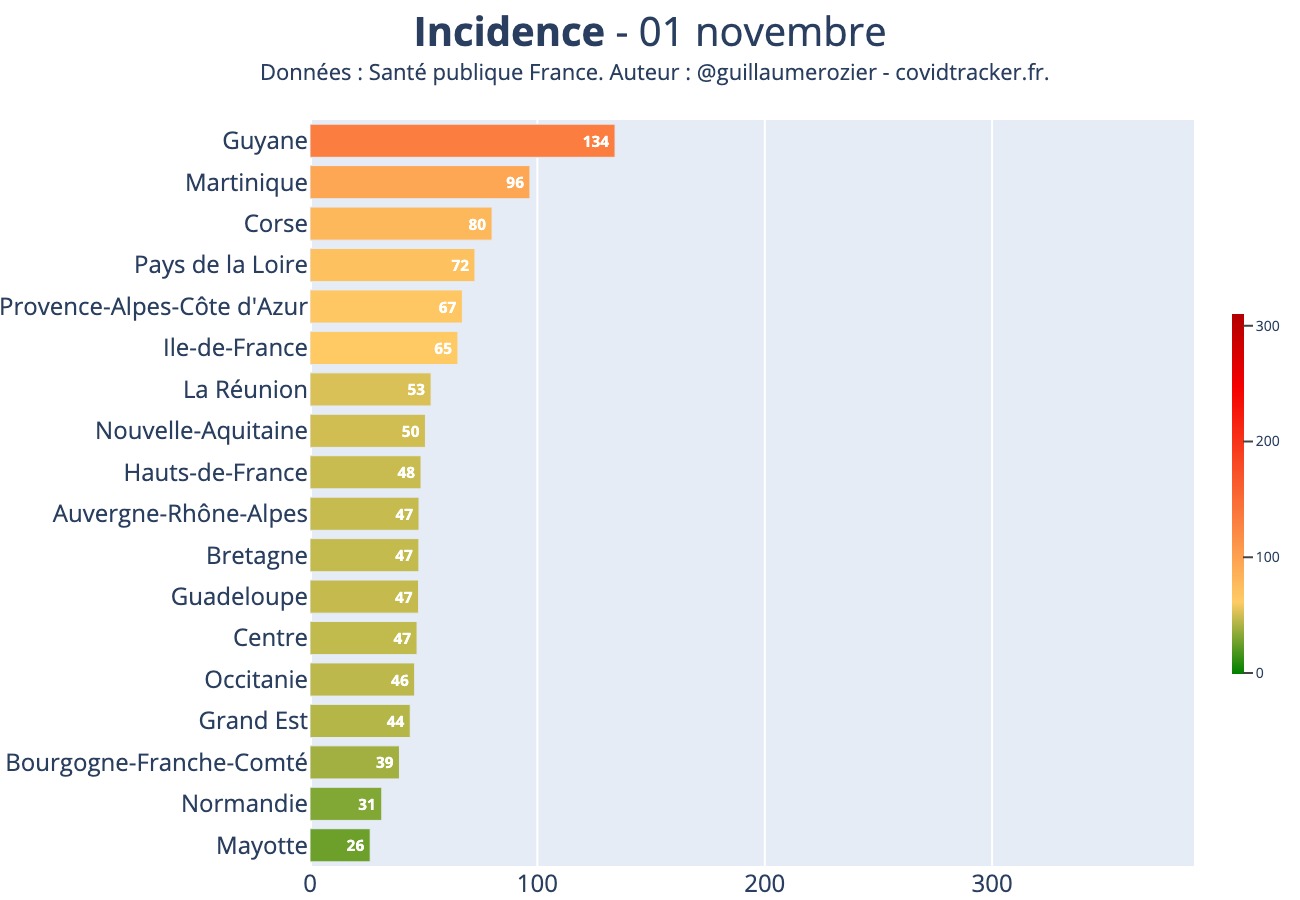 Incidence - 01 novembre
Données : Santé publique France. Auteur : @guillaumerozier - covidtracker.fr.
Guyane 134
Martinique 96
Corse 80
Pays de la Loire 72
Provence-Alpes-Côte d'Azur 67
Ile-de-France 65
La Réunion 53
Nouvelle-Aquitaine 50
Hauts-de-France 48
Auvergne-Rhône-Alpes 47
Bretagne 47
Guadeloupe 47
Centre 47
Occitanie 46
Grand Est 44
Bourgogne-Franche-Comté 39
Normandie 31
Mayotte 26
0 100 200 300
300
200
100
0